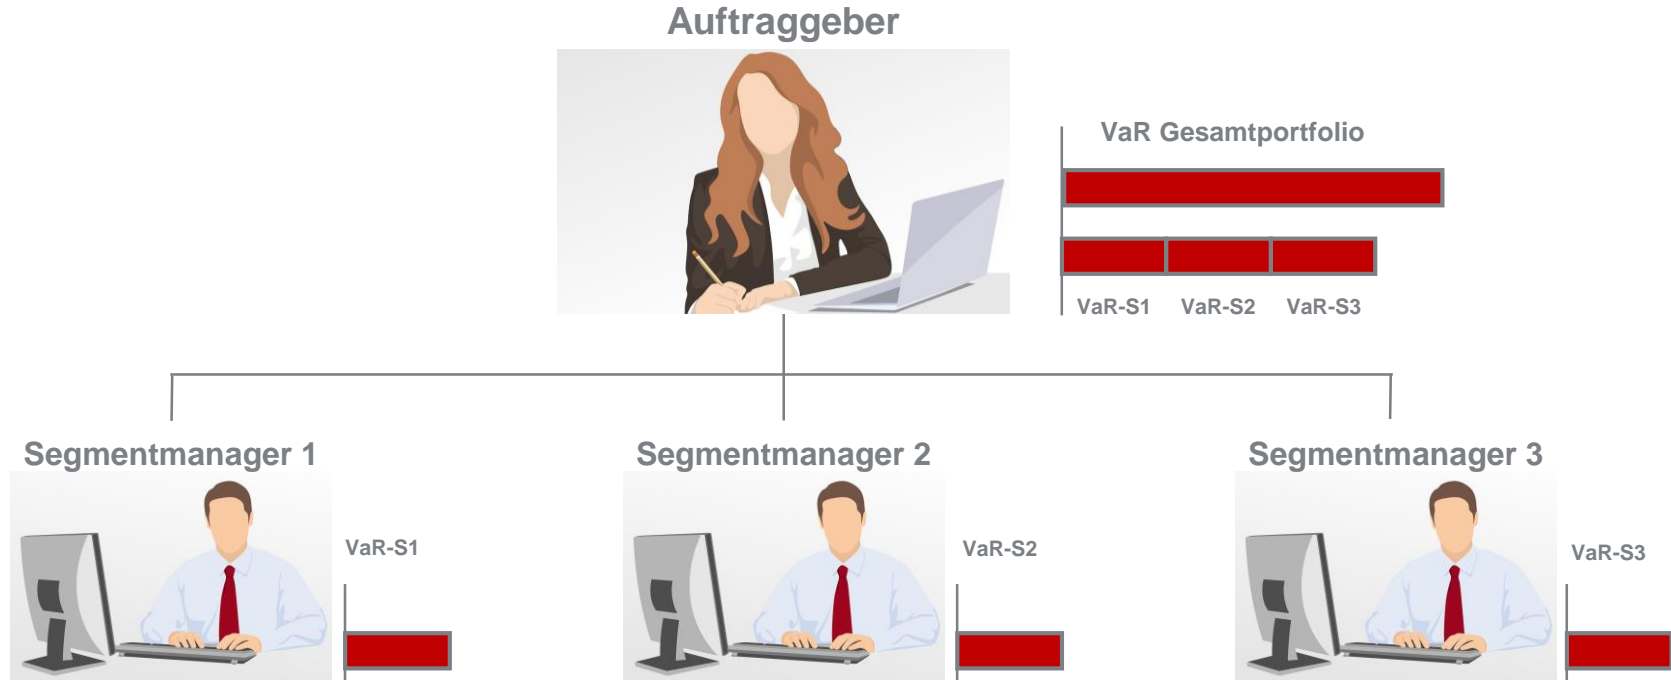 Auftraggeber
VaR Gesamtportfolio
VaR-S1 VaR-S2 VaR-S3
Segmentmanager 1
Segmentmanager 2
Segmentmanager 3
VaR-S1
VaR-S2
VaR-S3